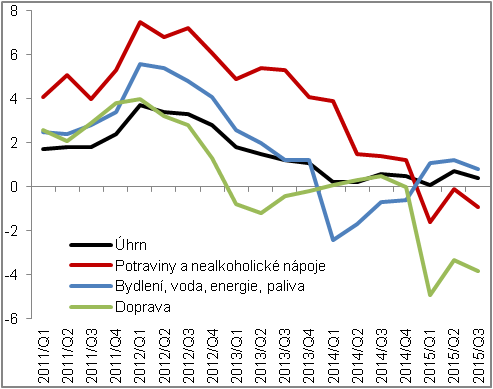 8
6
4
2
0
-2
-4
-6
Úhrn
Potraviny a nealkoholické nápoje
Bydlení, voda, energie, paliva
Doprava
2011/Q1
2011/Q2
2011/Q3
2011/Q4
2012/Q1
2012/Q2
2012/Q3
2012/Q4
2013/Q1
2013/Q2
2013/Q3
2013/Q4
2014/Q1
2014/Q2
2014/Q3
2014/Q4
2015/Q1
2015/Q2
2015/Q3